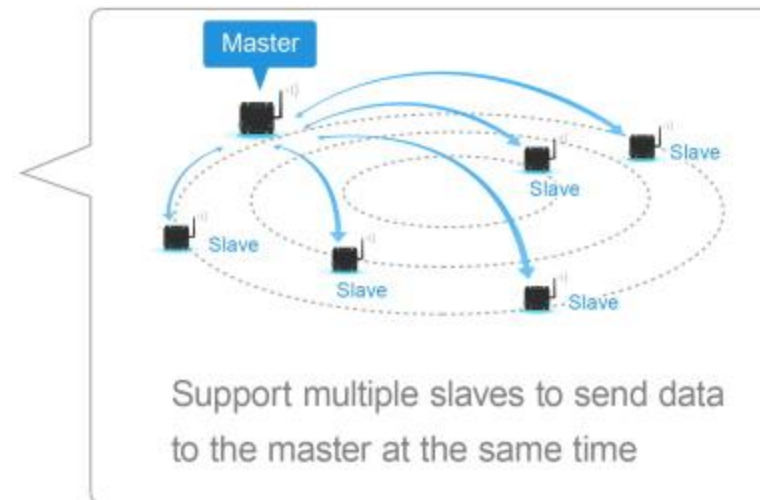 Master
Slave
Slave
Slave
Slave
Slave
Support multiple slaves to send data
to the master at the same time